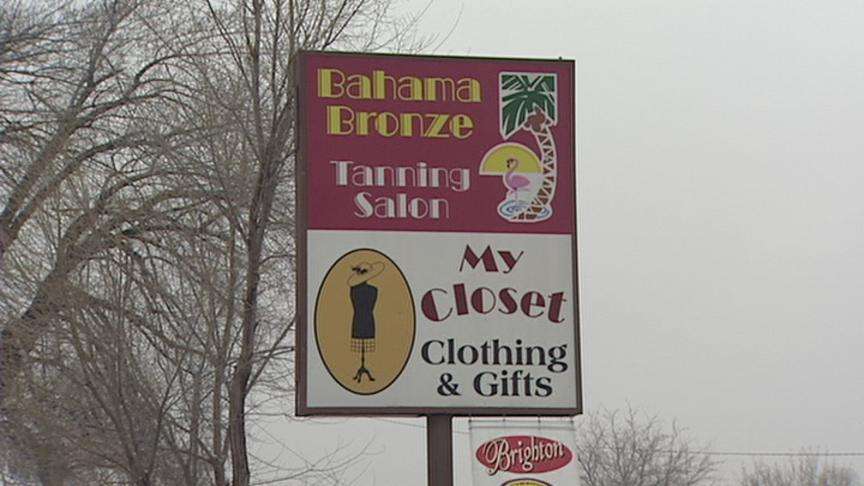 Bahama
Bronze
Tanning
Salon
My
Closet
Clothing
& Gifts
Brighton